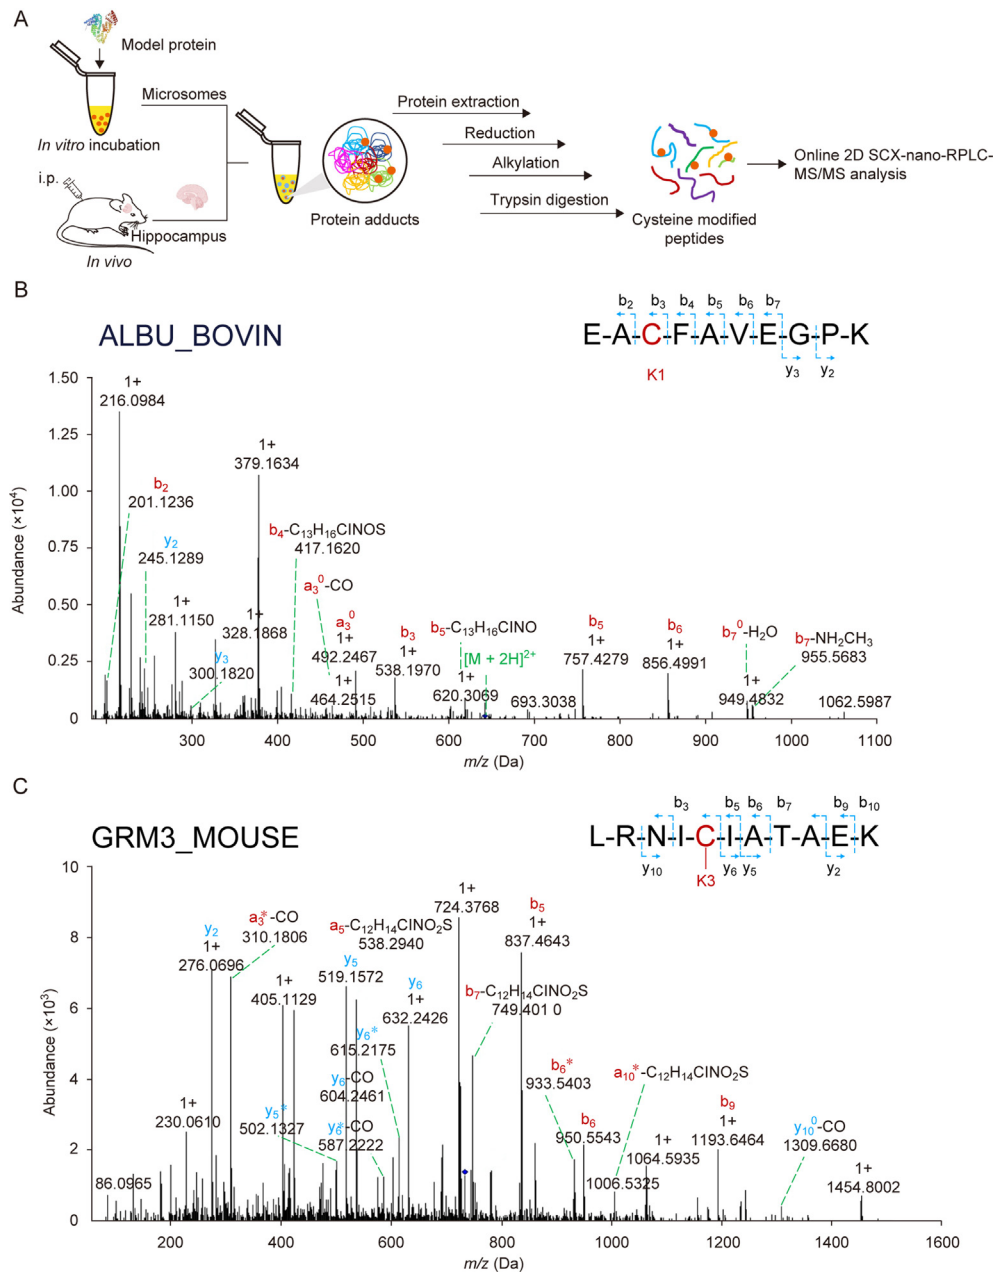 A
Model protein
Microsomes
In vitro incubation
i.p.
Hippocampus
In vivo
Protein adducts
Protein extraction
Reduction
Alkylation
Trypsin digestion
Cysteine modified
peptides
Online 2D SCX-nano-RPLC-
MS/MS analysis
B
ALBU_BOVIN
b2 b3 b4 b5 b6 b7
E-A-C-F-A-V-E-G-P-K
K1
y3 y2
Abundance (×10⁴)
1.50
1.25
1.00
0.75
0.50
0.25
0
1+
216.0984
b2
201.1236
y2
245.1289
1+
281.1150
y3
300.1820
1+
328.1868
1+
379.1634
b4-C13H16ClNOS
417.1620
a3⁰-CO
a3⁰
1+
492.2467
1+
464.2515
b3
1+
538.1970
b5-C13H16ClNO
[M + 2H]²⁺
1+
620.3069
693.3038
b5
1+
757.4279
b6
1+
856.4991
b7⁰-H2O
1+
949.4832
b7-NH2CH3
955.5683
1062.5987
300 400 500 600 700 800 900 1000 1100
m/z (Da)
C
GRM3_MOUSE
b3 b5 b6 b7 b9 b10
L-R-N-I-C-I-A-T-A-E-K
y10 y6 y5 y2
K3
Abundance (×10³)
10
8
6
4
2
0
86.0965
1+
230.0610
y2
1+
276.0696
a3*-CO
310.1806
1+
405.1129
a5-C12H14ClNO2S
538.2940
y5
519.1572
y5*
502.1327
y6
1+
632.2426
y6*
615.2175
y6-CO
604.2461
y6*-CO
587.2222
1+
724.3768
b5
1+
837.4643
b7-C12H14ClNO2S
749.401 0
b6*
933.5403
b6
950.5543
a10*-C12H14ClNO2S
1006.5325
1+
1064.5935
b9
1+
1193.6464
y10⁰-CO
1309.6680
1+
1454.8002
200 400 600 800 1000 1200 1400 1600
m/z (Da)